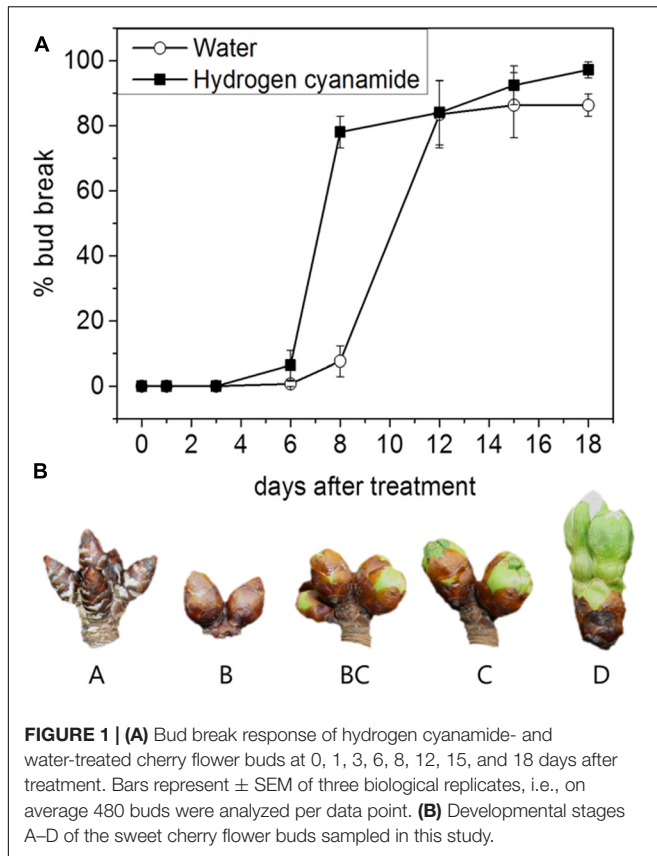 A
Water
Hydrogen cyanamide
100
80
60
40
20
0
% bud break
0 2 4 6 8 10 12 14 16 18
days after treatment
B
A B BC C D
FIGURE 1 | (A) Bud break response of hydrogen cyanamide- and
water-treated cherry flower buds at 0, 1, 3, 6, 8, 12, 15, and 18 days after
treatment. Bars represent ± SEM of three biological replicates, i.e., on
average 480 buds were analyzed per data point. (B) Developmental stages
A–D of the sweet cherry flower buds sampled in this study.